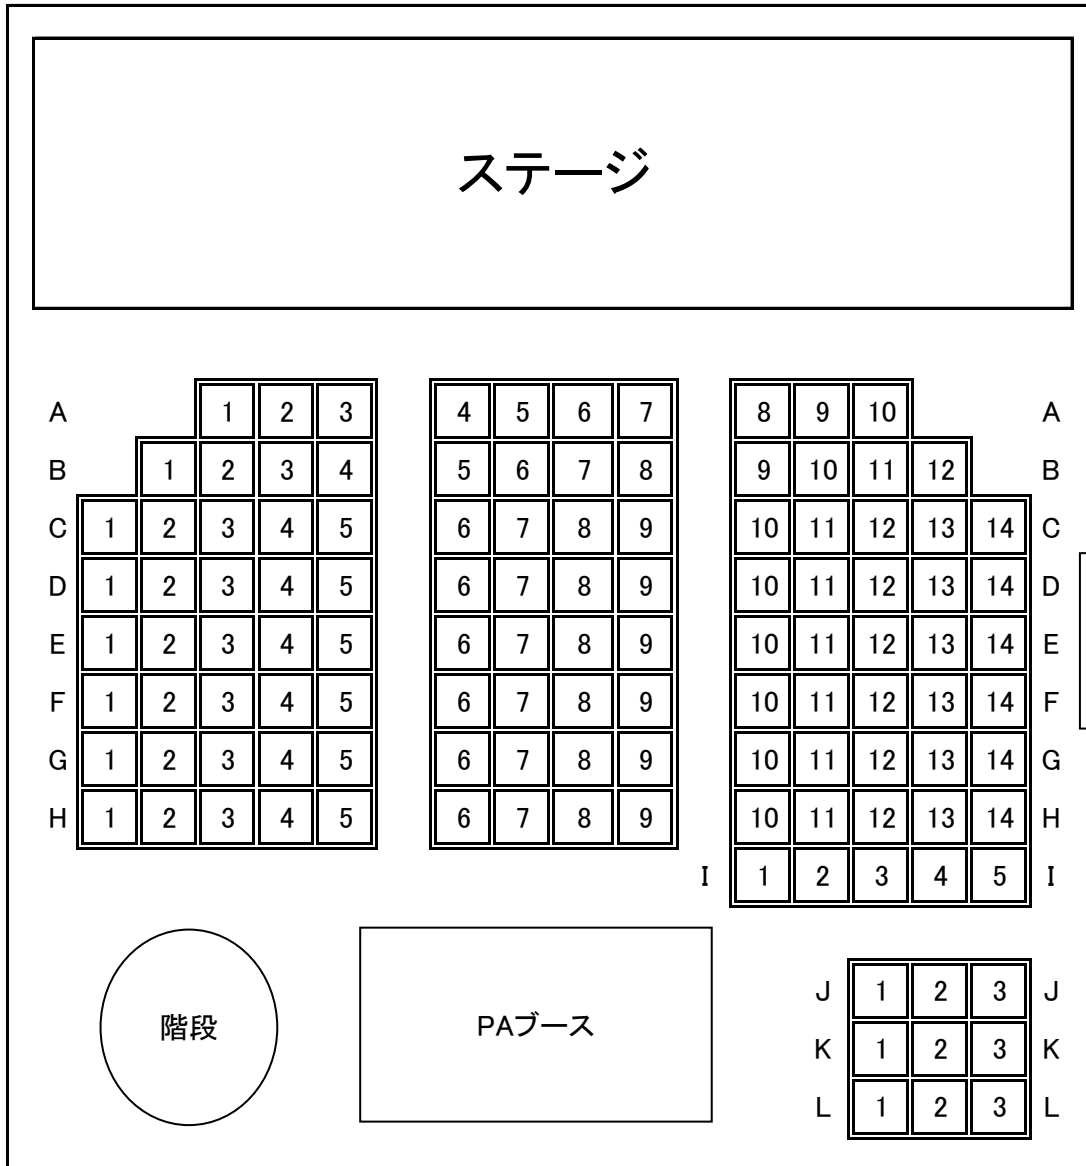 ステージ
A 1 2 3 4 5 6 7 8 9 10 A
B 1 2 3 4 5 6 7 8 9 10 11 12 B
C 1 2 3 4 5 6 7 8 9 10 11 12 13 14 C
D 1 2 3 4 5 6 7 8 9 10 11 12 13 14 D
E 1 2 3 4 5 6 7 8 9 10 11 12 13 14 E
F 1 2 3 4 5 6 7 8 9 10 11 12 13 14 F
G 1 2 3 4 5 6 7 8 9 10 11 12 13 14 G
H 1 2 3 4 5 6 7 8 9 10 11 12 13 14 H
I 1 2 3 4 5 I
J 1 2 3 J
階段
PAブース
K 1 2 3 K
L 1 2 3 L